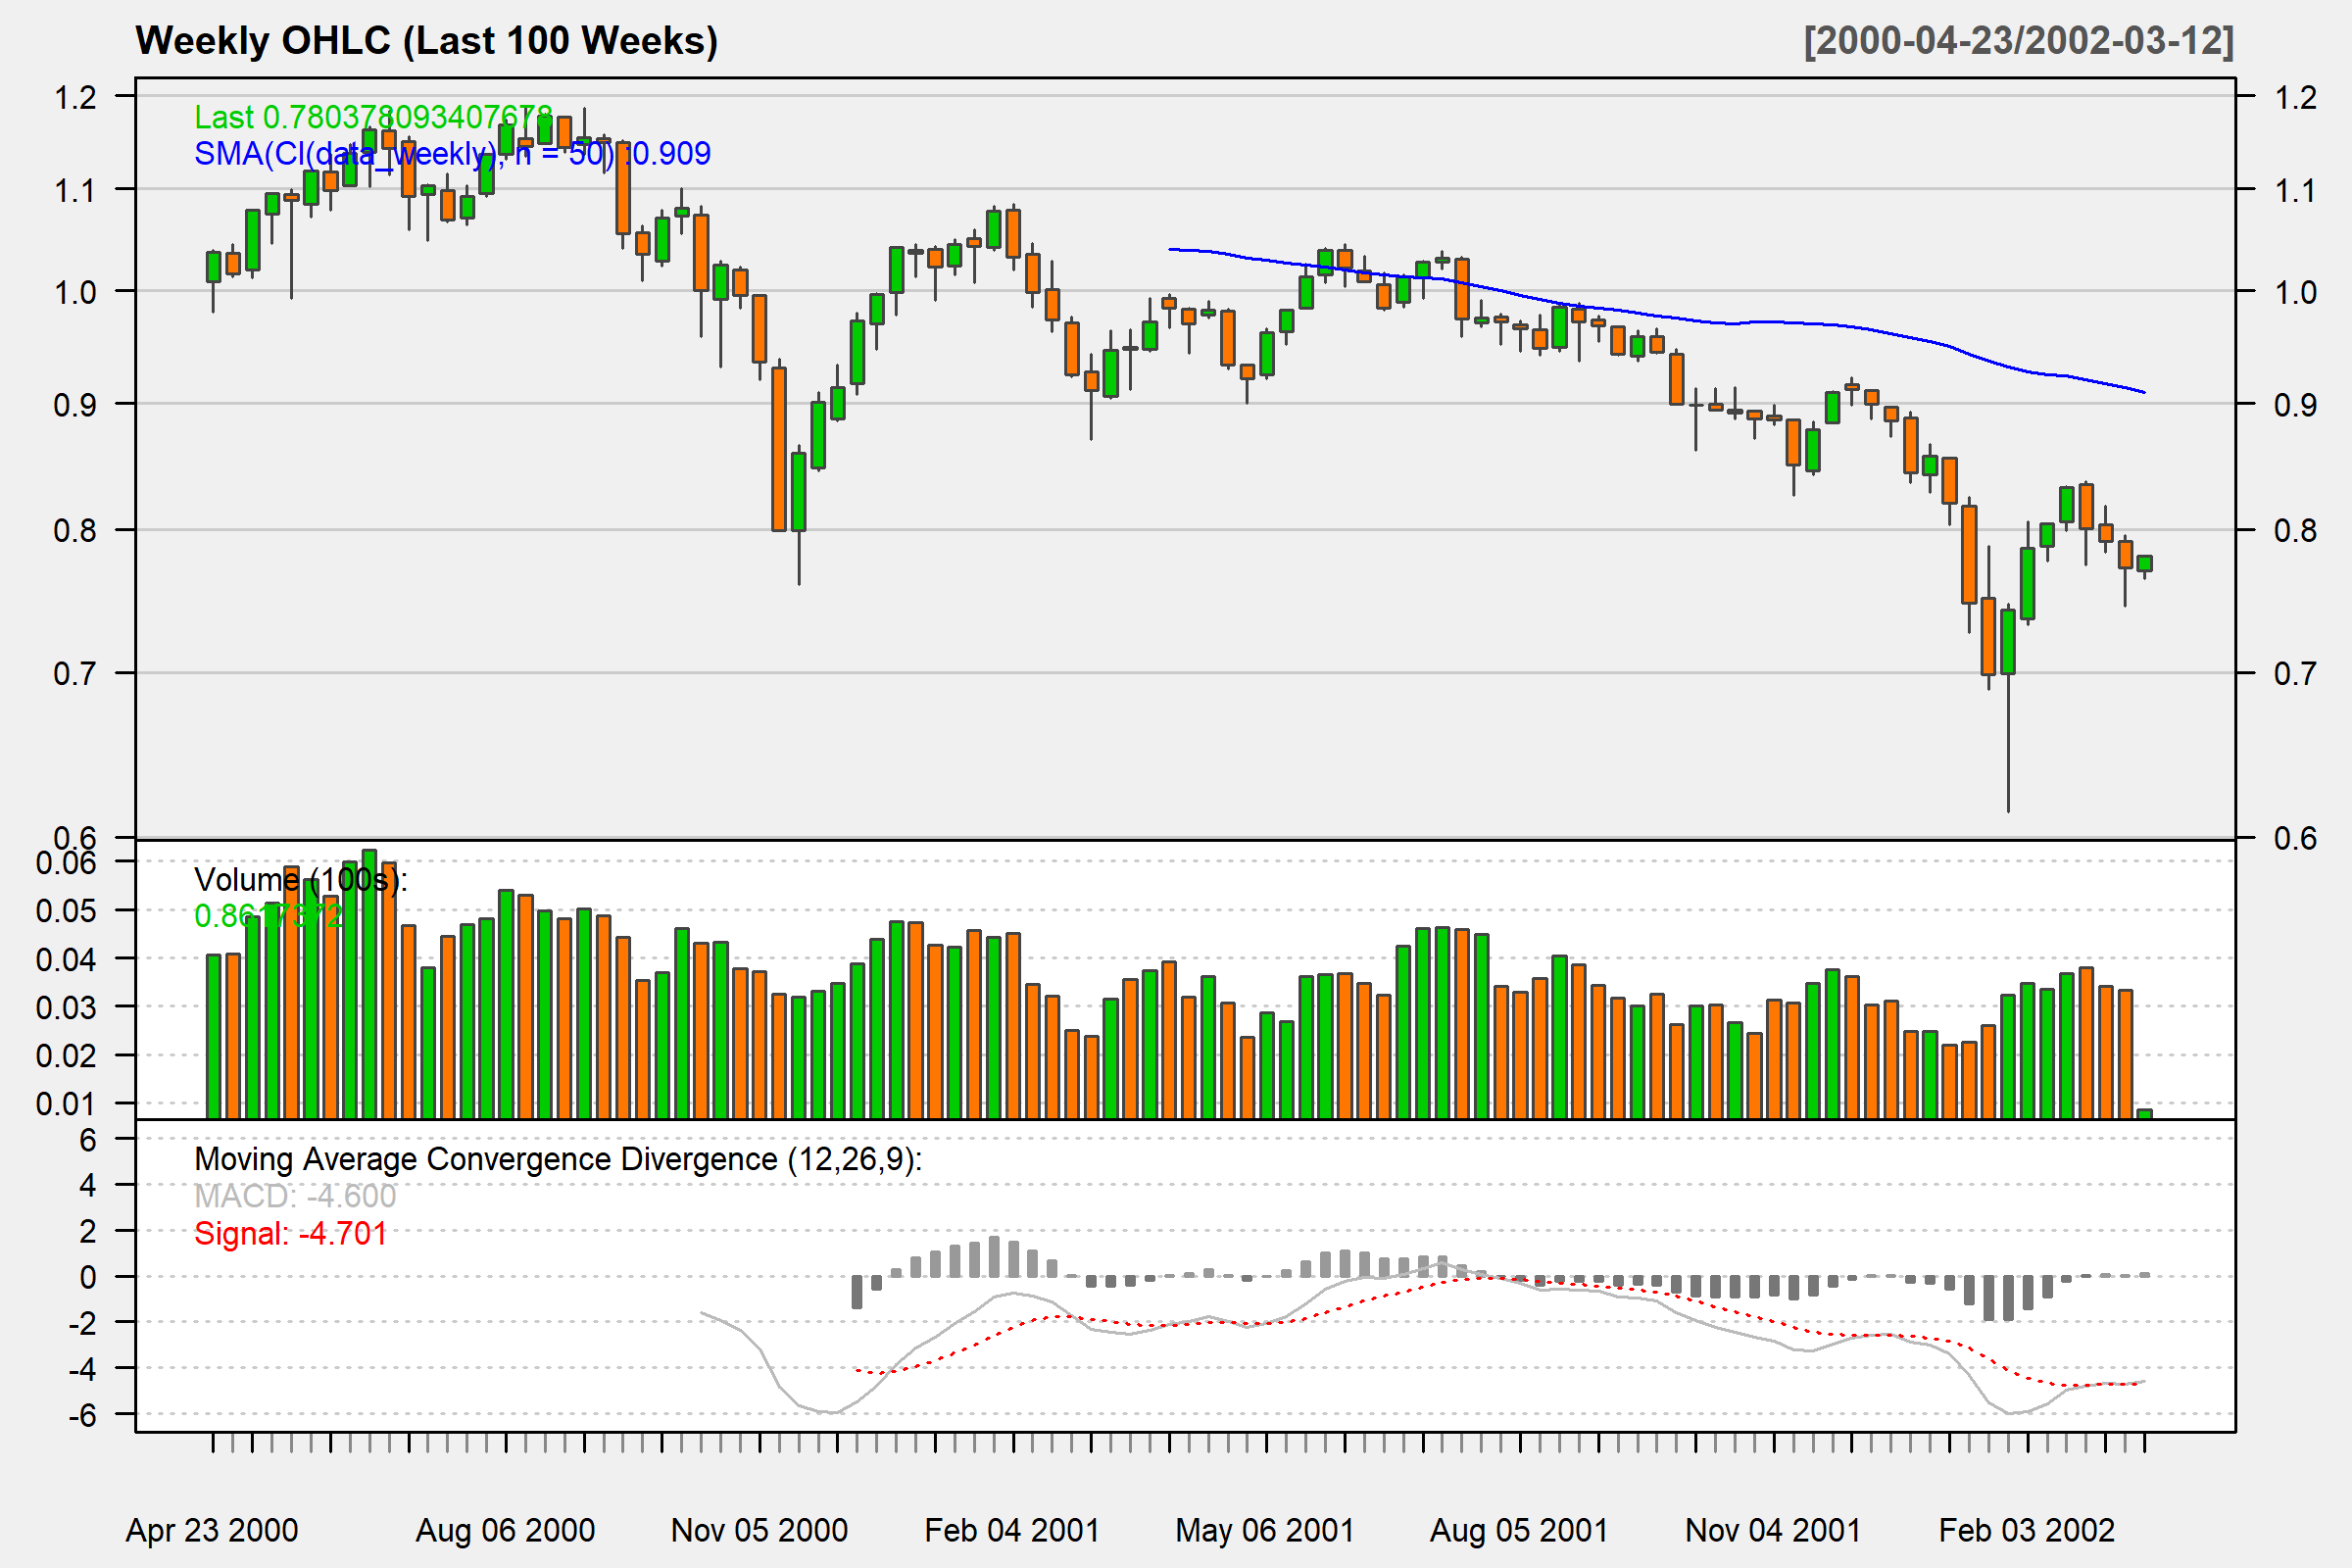 Weekly OHLC (Last 100 Weeks)
[2000-04-23/2002-03-12]
Last 0.780378093407678
SMA(Cl(data_weekly), n = 50) :0.909
1.2 1.2
1.1 1.1
1.0 1.0
0.9 0.9
0.8 0.8
0.7 0.7
0.6 0.6
Volume (100s):
0.8617372
0.06
0.05
0.04
0.03
0.02
0.01
Moving Average Convergence Divergence (12,26,9):
MACD: -4.600
Signal: -4.701
6
4
2
0
-2
-4
-6
Apr 23 2000 Aug 06 2000 Nov 05 2000 Feb 04 2001 May 06 2001 Aug 05 2001 Nov 04 2001 Feb 03 2002